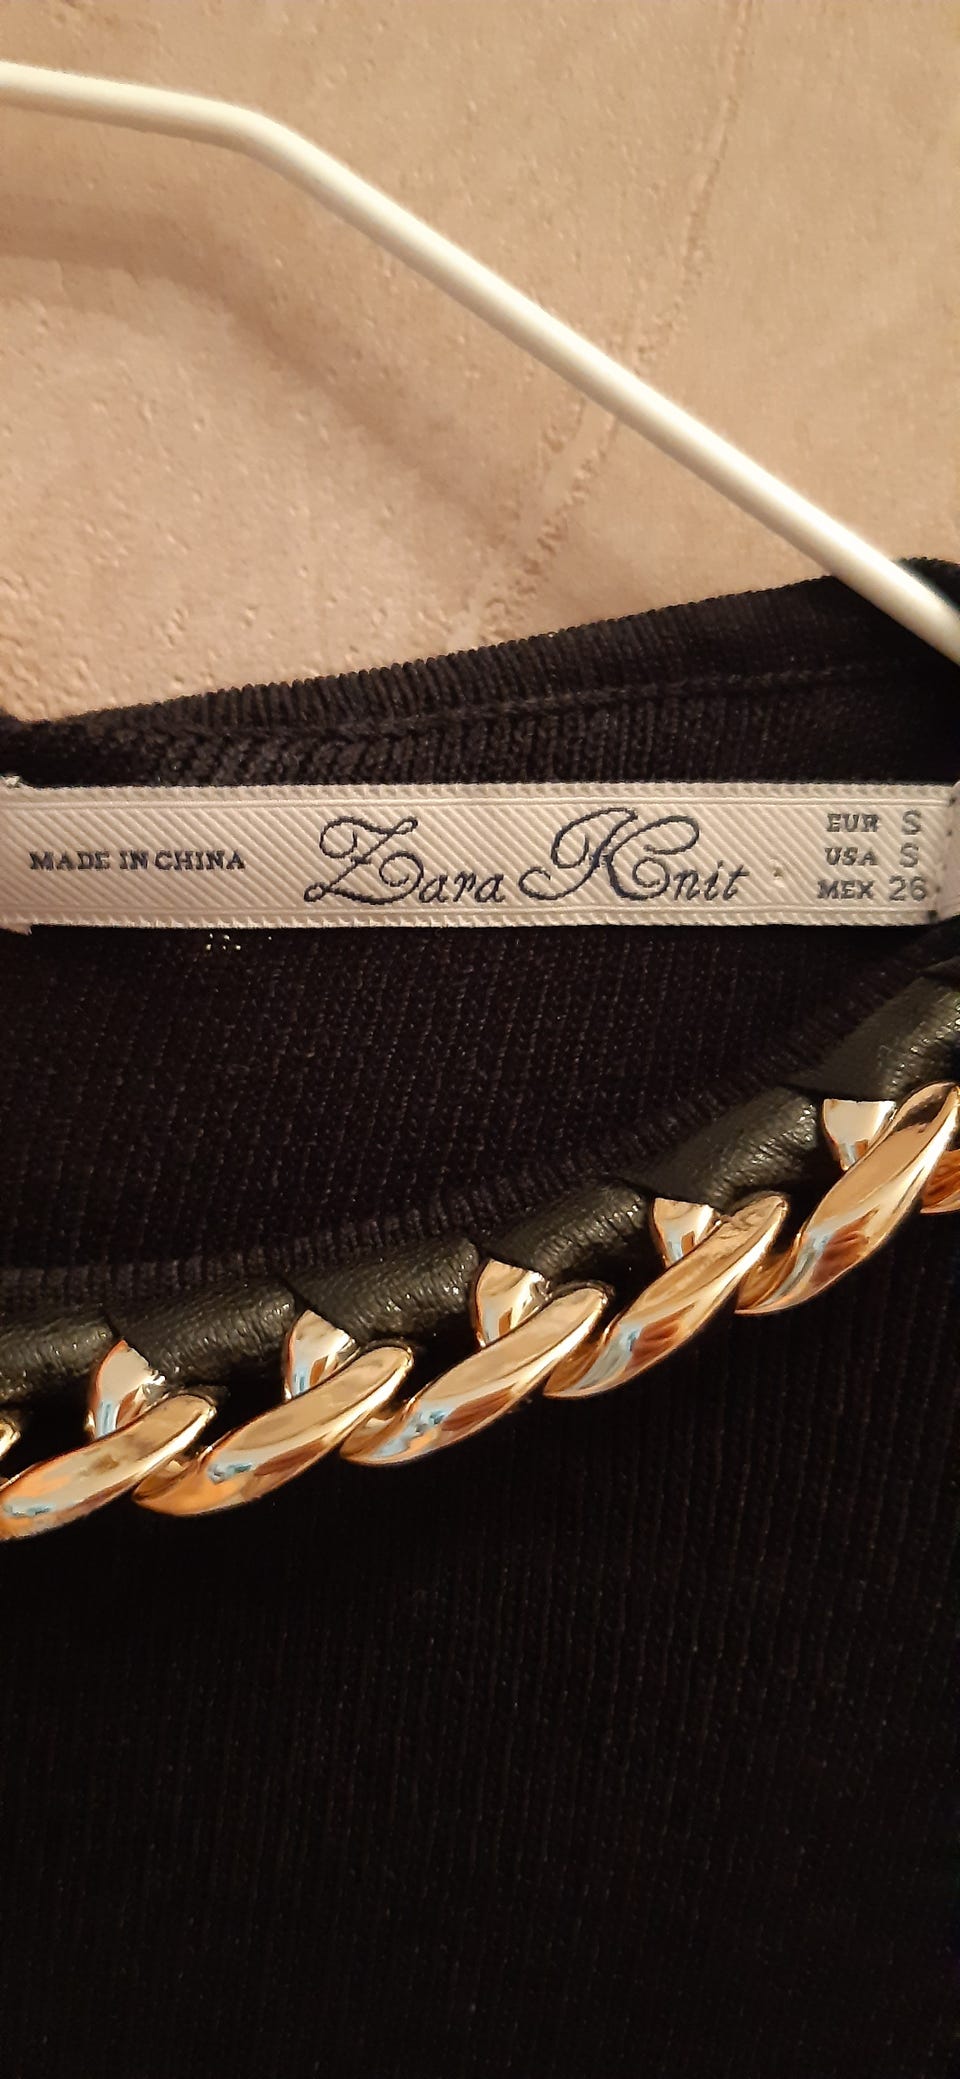 MADE IN CHINA
Zara Knit
EUR S
USA S
MEX 26